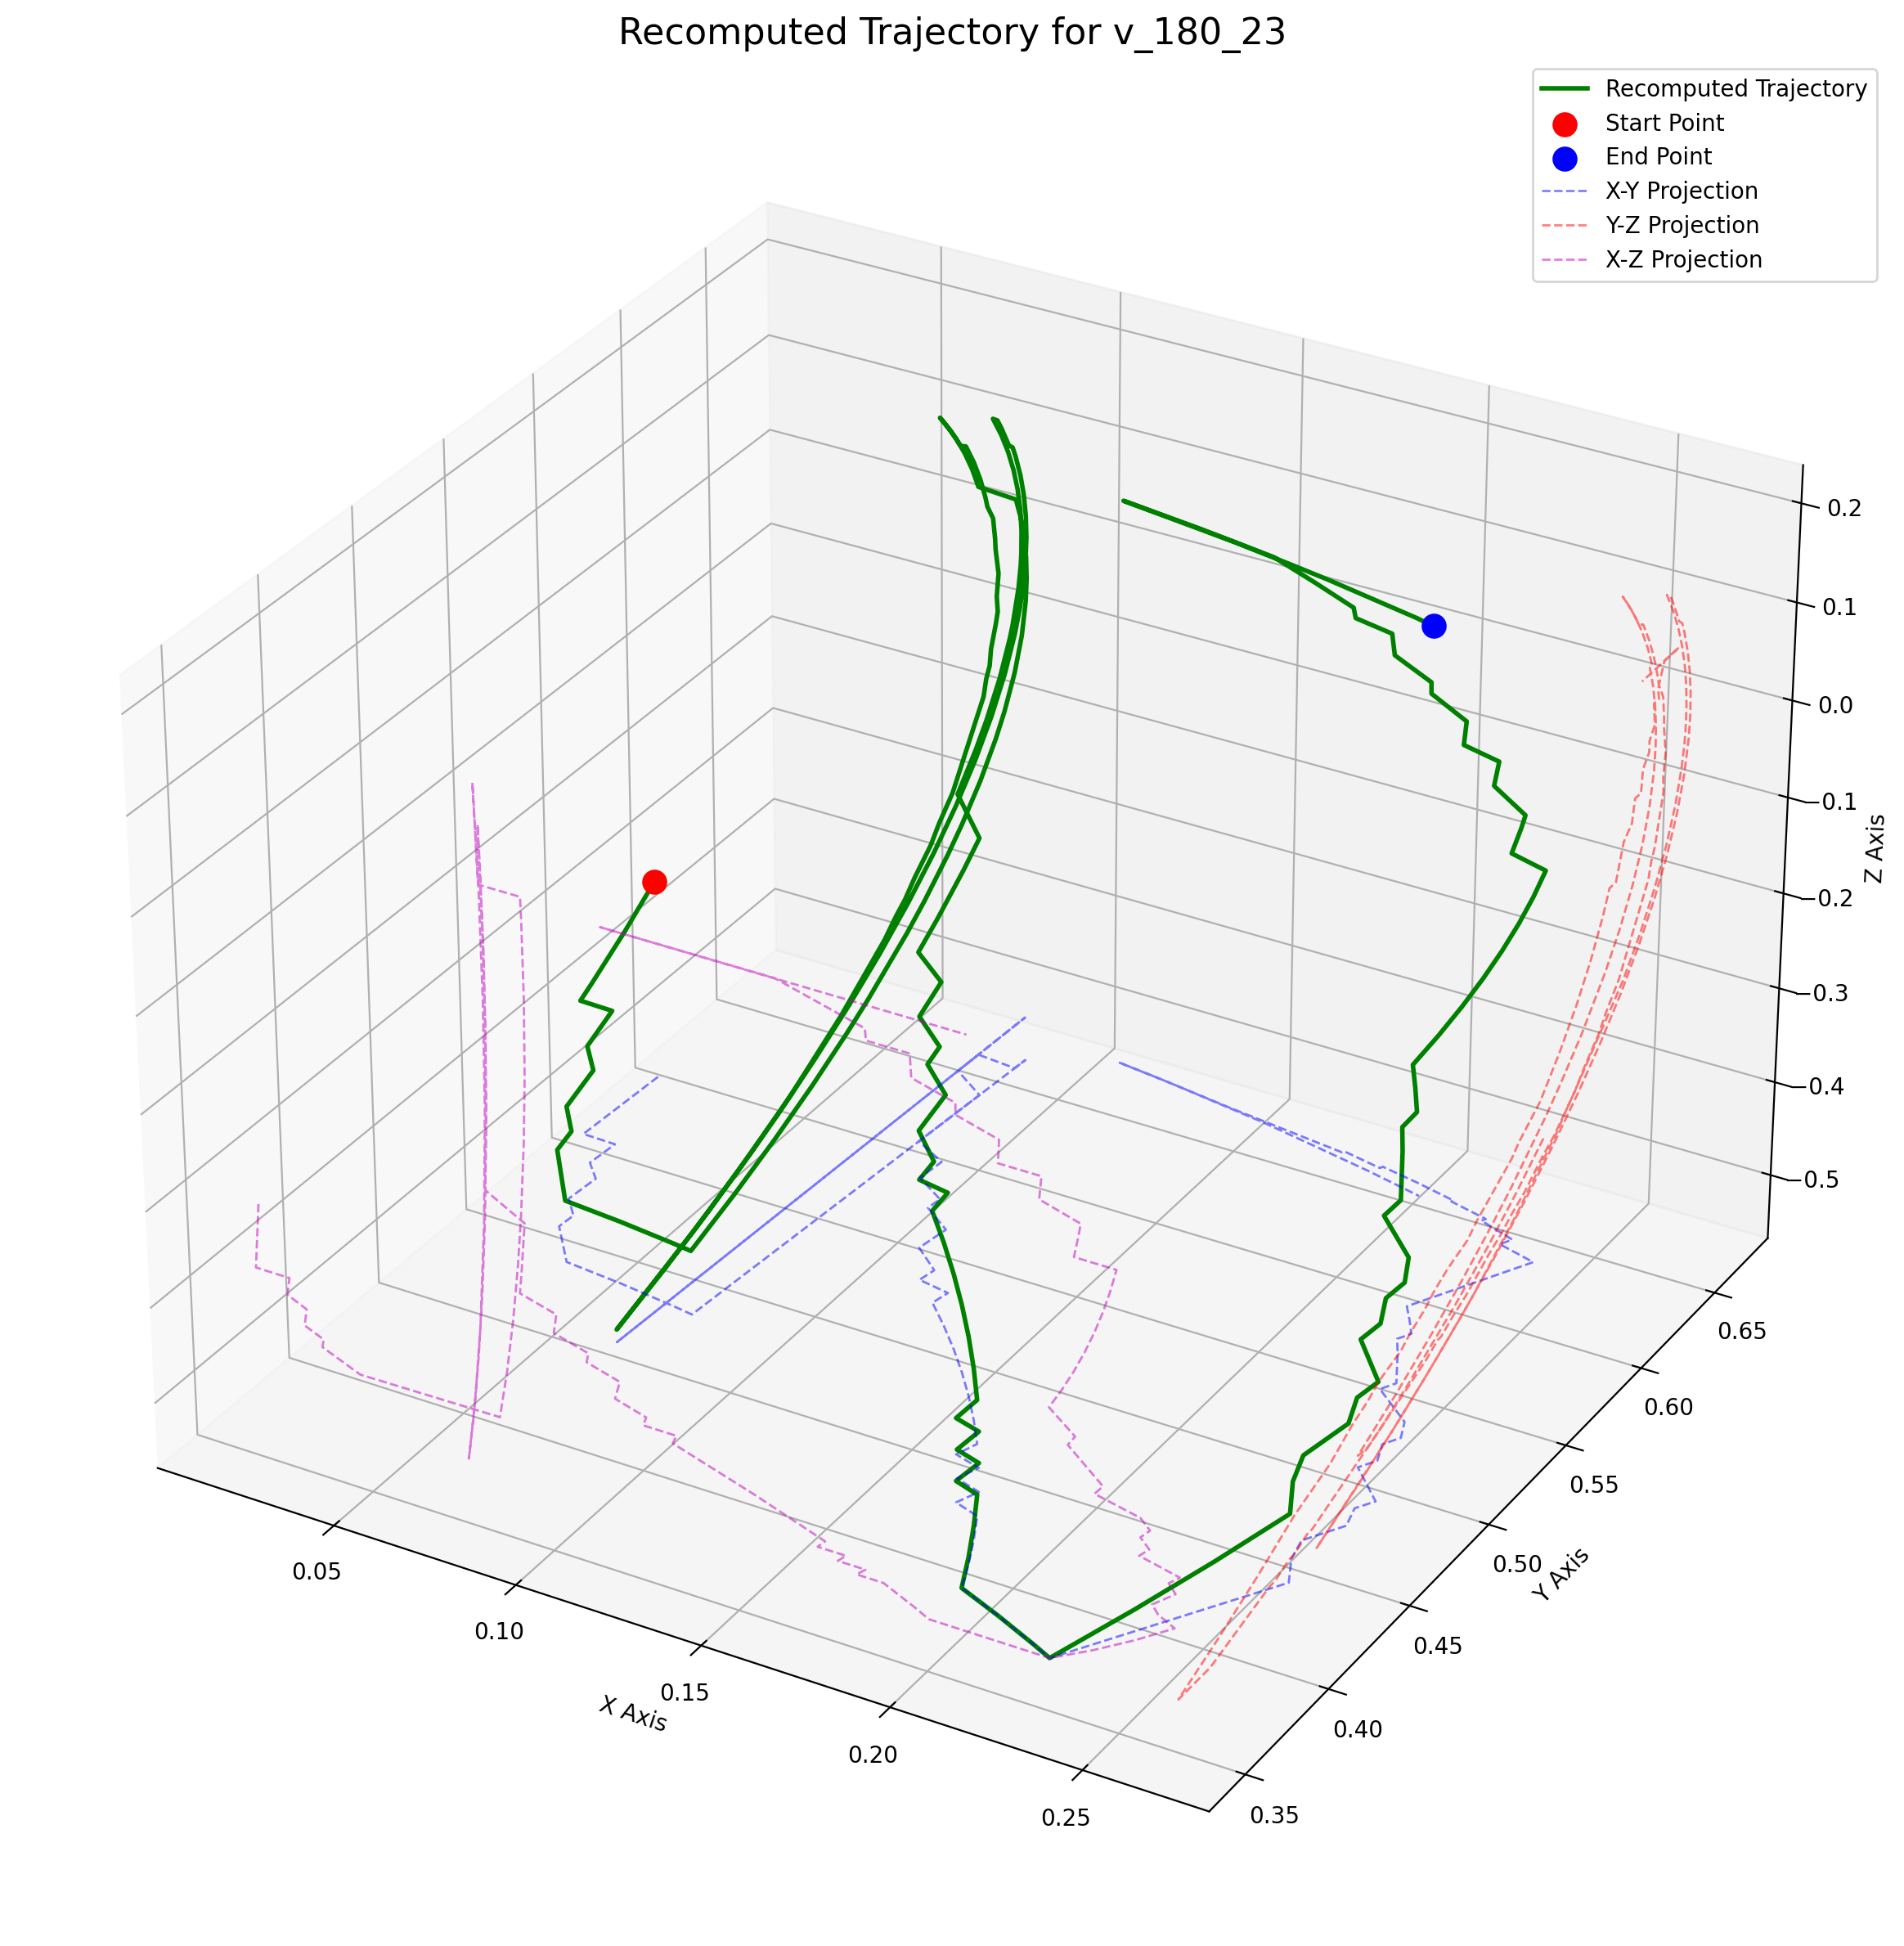 Recomputed Trajectory for v_180_23
Recomputed Trajectory
Start Point
End Point
X-Y Projection
Y-Z Projection
X-Z Projection
0.2
0.1
0.0
−0.1
−0.2
−0.3
−0.4
−0.5
Z Axis
0.65
0.60
0.55
0.50
0.45
0.40
0.35
Y Axis
0.05
0.10
0.15
0.20
0.25
X Axis